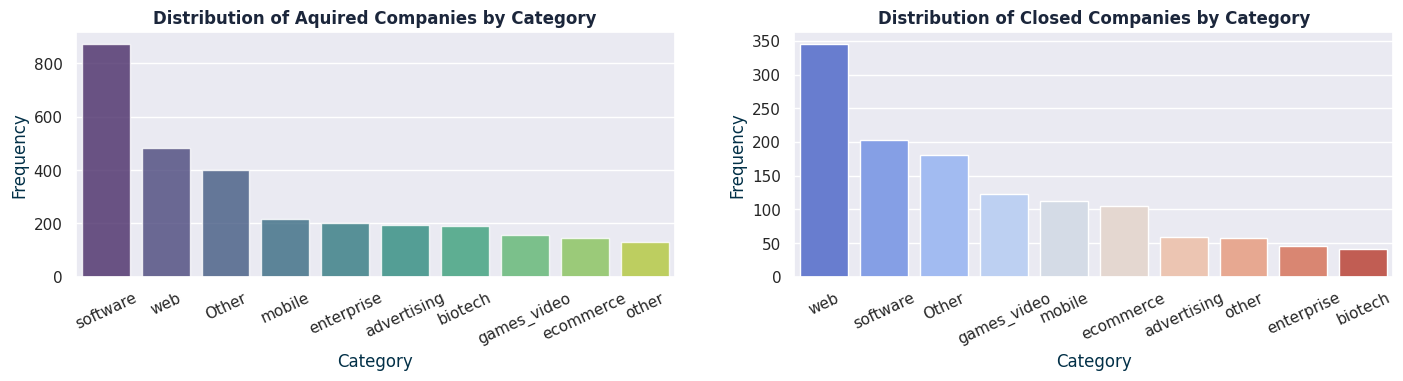 Distribution of Aquired Companies by Category
Frequency
800
600
400
200
0
software
web
Other
mobile
enterprise
advertising
biotech
games_video
ecommerce
other
Category
Distribution of Closed Companies by Category
Frequency
350
300
250
200
150
100
50
0
web
software
Other
games_video
mobile
ecommerce
advertising
other
enterprise
biotech
Category